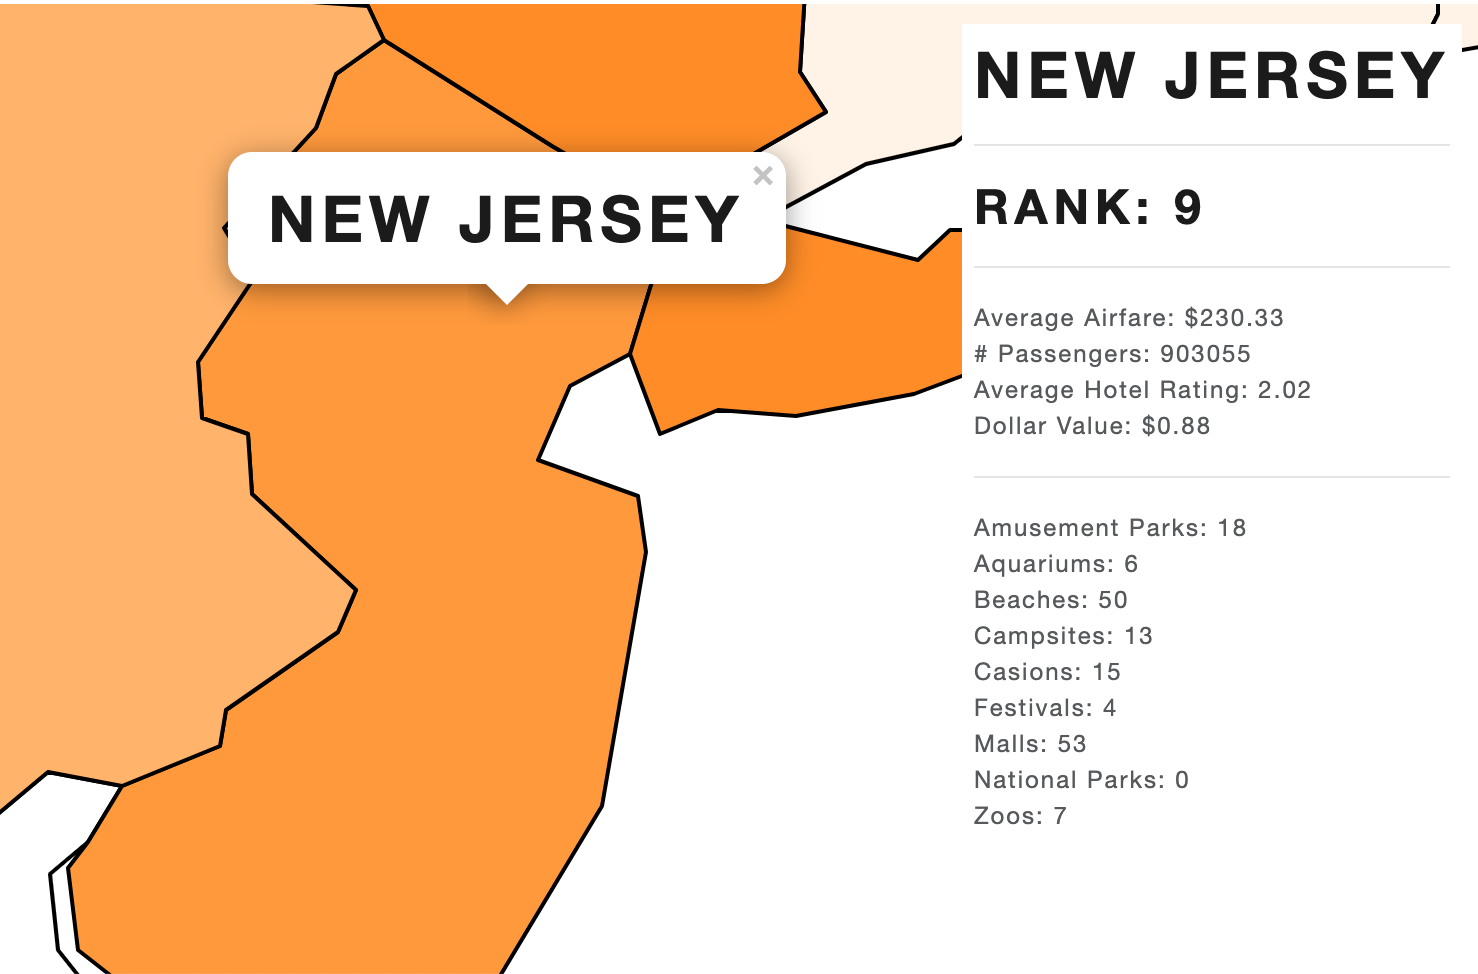 NEW JERSEY
×
NEW JERSEY
RANK: 9
Average Airfare: $230.33
# Passengers: 903055
Average Hotel Rating: 2.02
Dollar Value: $0.88
Amusement Parks: 18
Aquariums: 6
Beaches: 50
Campsites: 13
Casions: 15
Festivals: 4
Malls: 53
National Parks: 0
Zoos: 7